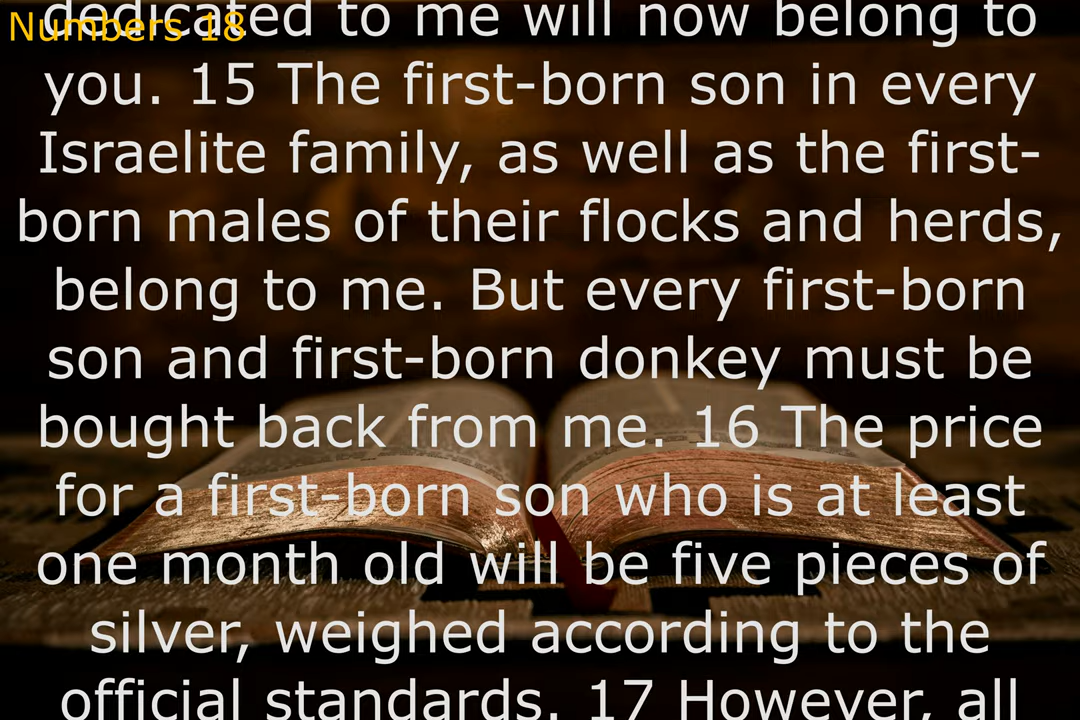 Numbers 18
dedicated to me will now belong to
you. 15 The first-born son in every
Israelite family, as well as the first-
born males of their flocks and herds,
belong to me. But every first-born
son and first-born donkey must be
bought back from me. 16 The price
for a first-born son who is at least
one month old will be five pieces of
silver, weighed according to the
official standards. 17 However, all